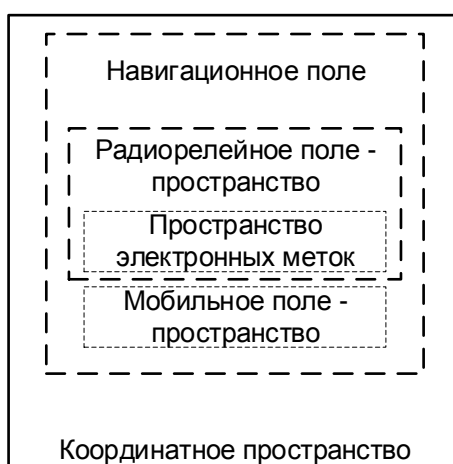 Навигационное поле
Радиорелейное поле -
пространство
Пространство
электронных меток
Мобильное поле -
пространство
Координатное пространство